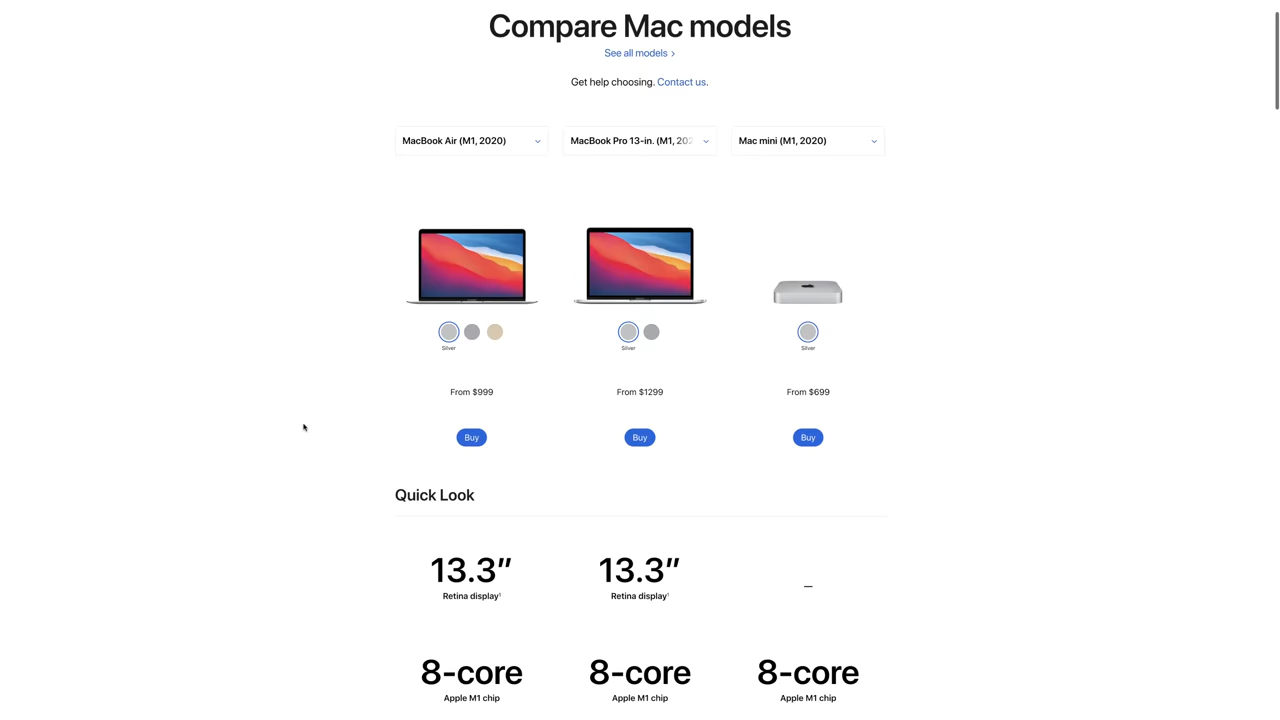 Compare Mac models
See all models >
Get help choosing. Contact us.
MacBook Air (M1, 2020)
MacBook Pro 13-in. (M1, 202
Mac mini (M1, 2020)
Silver
Silver
Silver
From $999
From $1299
From $699
Buy
Buy
Buy
Quick Look
13.3″
13.3″
—
Retina display¹
Retina display¹
8-core
8-core
8-core
Apple M1 chip
Apple M1 chip
Apple M1 chip